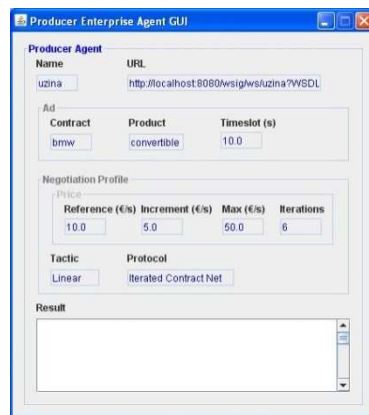 Producer Enterprise Agent GUI
Producer Agent
Name URL
uzina http://localhost:8080/wsig/ws/uzina?WSDL
Ad
Contract Product Timeslot (s)
bmw convertible 10.0
Negotiation Profile
Price
Reference (€/s) Increment (€/s) Max (€/s) Iterations
10.0 5.0 50.0 6
Tactic Protocol
Linear Iterated Contract Net
Result